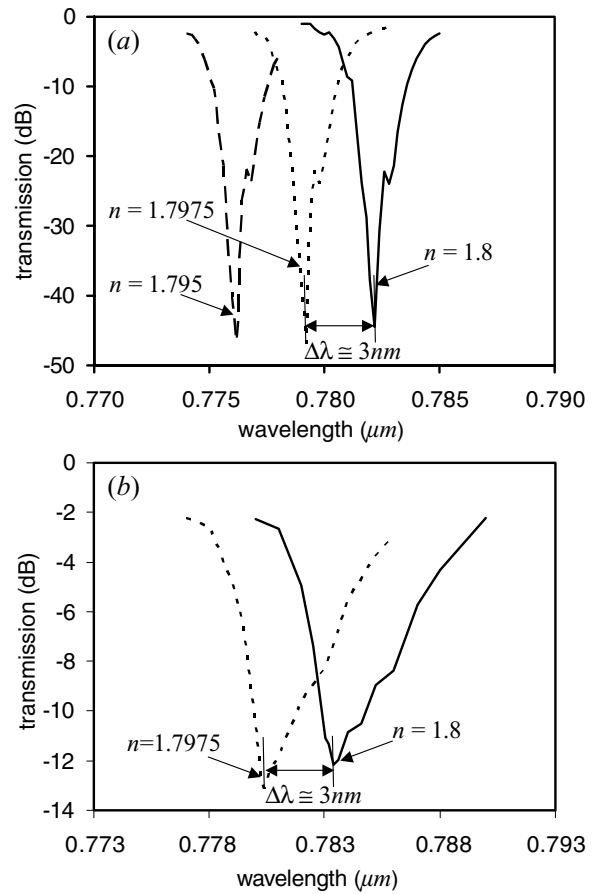 (a)
0
-10
-20
-30
-40
-50
transmission (dB)
n = 1.7975
n = 1.795
n = 1.8
Δλ ≅ 3nm
0.770 0.775 0.780 0.785 0.790
wavelength (μm)
(b)
0
-2
-4
-6
-8
-10
-12
-14
transmission (dB)
n=1.7975
n = 1.8
Δλ ≅ 3nm
0.773 0.778 0.783 0.788 0.793
wavelength (μm)